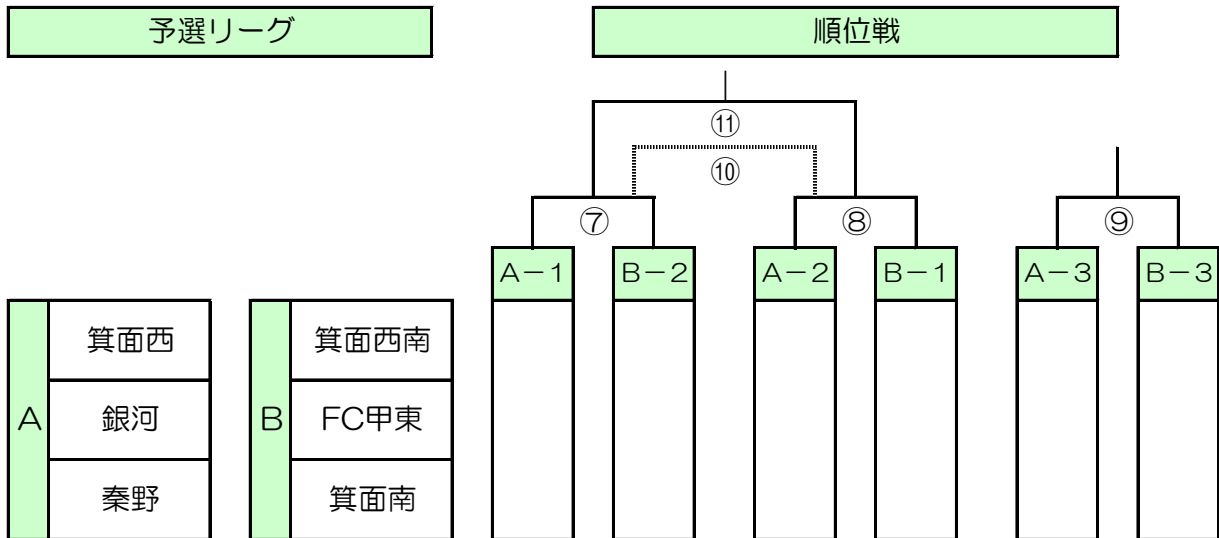 予選リーグ
順位戦
⑪
⑩
⑦
⑧
⑨
A－1
B－2
A－2
B－1
A－3
B－3
A
箕面西
銀河
秦野
B
箕面西南
FC甲東
箕面南